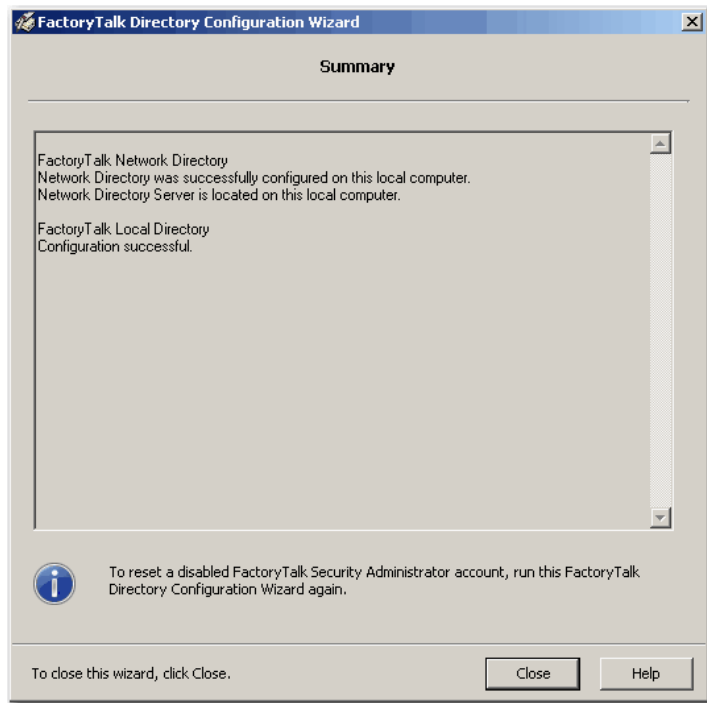 FactoryTalk Directory Configuration Wizard
Summary
FactoryTalk Network Directory
Network Directory was successfully configured on this local computer.
Network Directory Server is located on this local computer.
FactoryTalk Local Directory
Configuration successful.
To reset a disabled FactoryTalk Security Administrator account, run this FactoryTalk
Directory Configuration Wizard again.
To close this wizard, click Close.
Close
Help